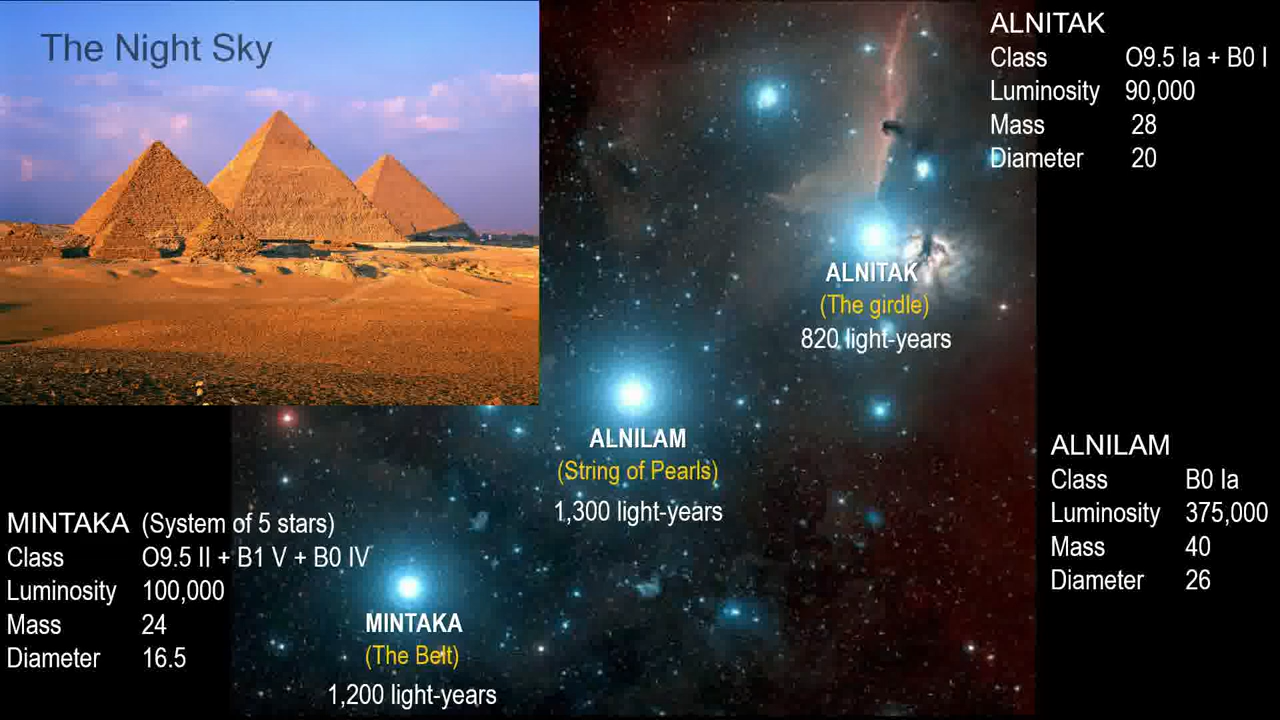 The Night Sky
ALNITAK
Class O9.5 Ia + B0 I
Luminosity 90,000
Mass 28
Diameter 20
ALNITAK
(The girdle)
820 light-years
ALNILAM
(String of Pearls)
1,300 light-years
ALNILAM
Class B0 Ia
Luminosity 375,000
Mass 40
Diameter 26
MINTAKA (System of 5 stars)
Class O9.5 II + B1 V + B0 IV
Luminosity 100,000
Mass 24
Diameter 16.5
MINTAKA
(The Belt)
1,200 light-years